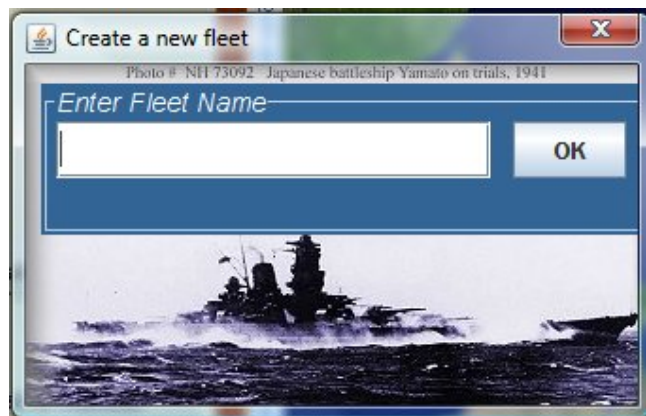 Create a new fleet
Photo # NH 73092 Japanese battleship Yamato on trials, 1941
Enter Fleet Name
OK